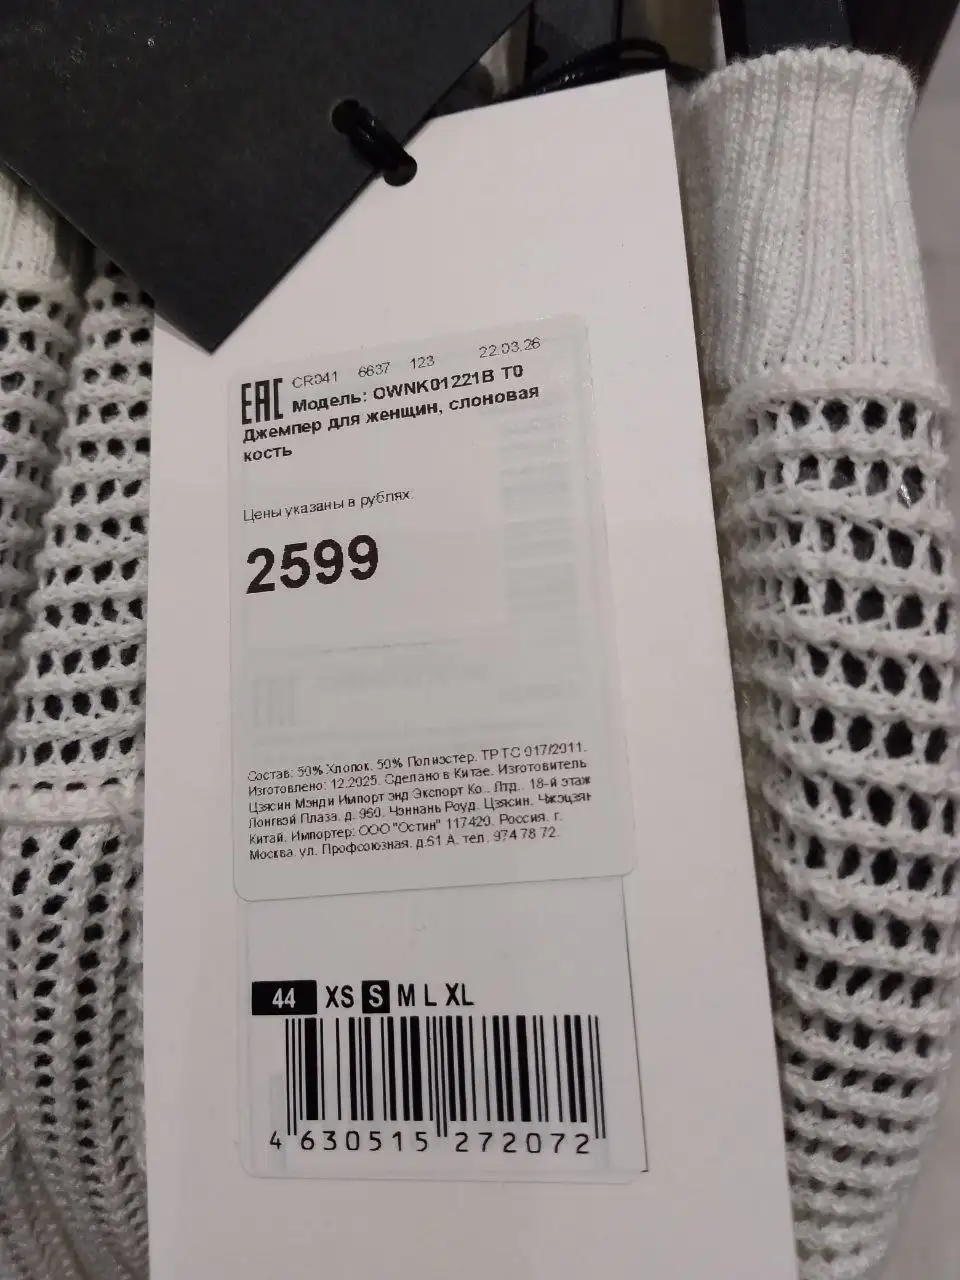 CR041 6637 123 22.03.26
EAC Модель: OWNK01221B T0
Джемпер для женщин, слоновая
кость
Цены указаны в рублях.
2599
Состав: 50% Хлопок, 50% Полиэстер. ТР ТС 017/2011.
Изготовлено: 12.2025. Сделано в Китае. Изготовитель
Цзясин Мэнди Импорт энд Экспорт Ко., Лтд., 18-й этаж
Лонгвэй Плаза, д. 960, Чэннань Роуд, Цзясин, Чжэцзян
Китай. Импортер: ООО "Остин" 117420, Россия, г.
Москва, ул. Профсоюзная, д.61 А, тел. 974 78 72.
44 XS S M L XL
4 630515 272072